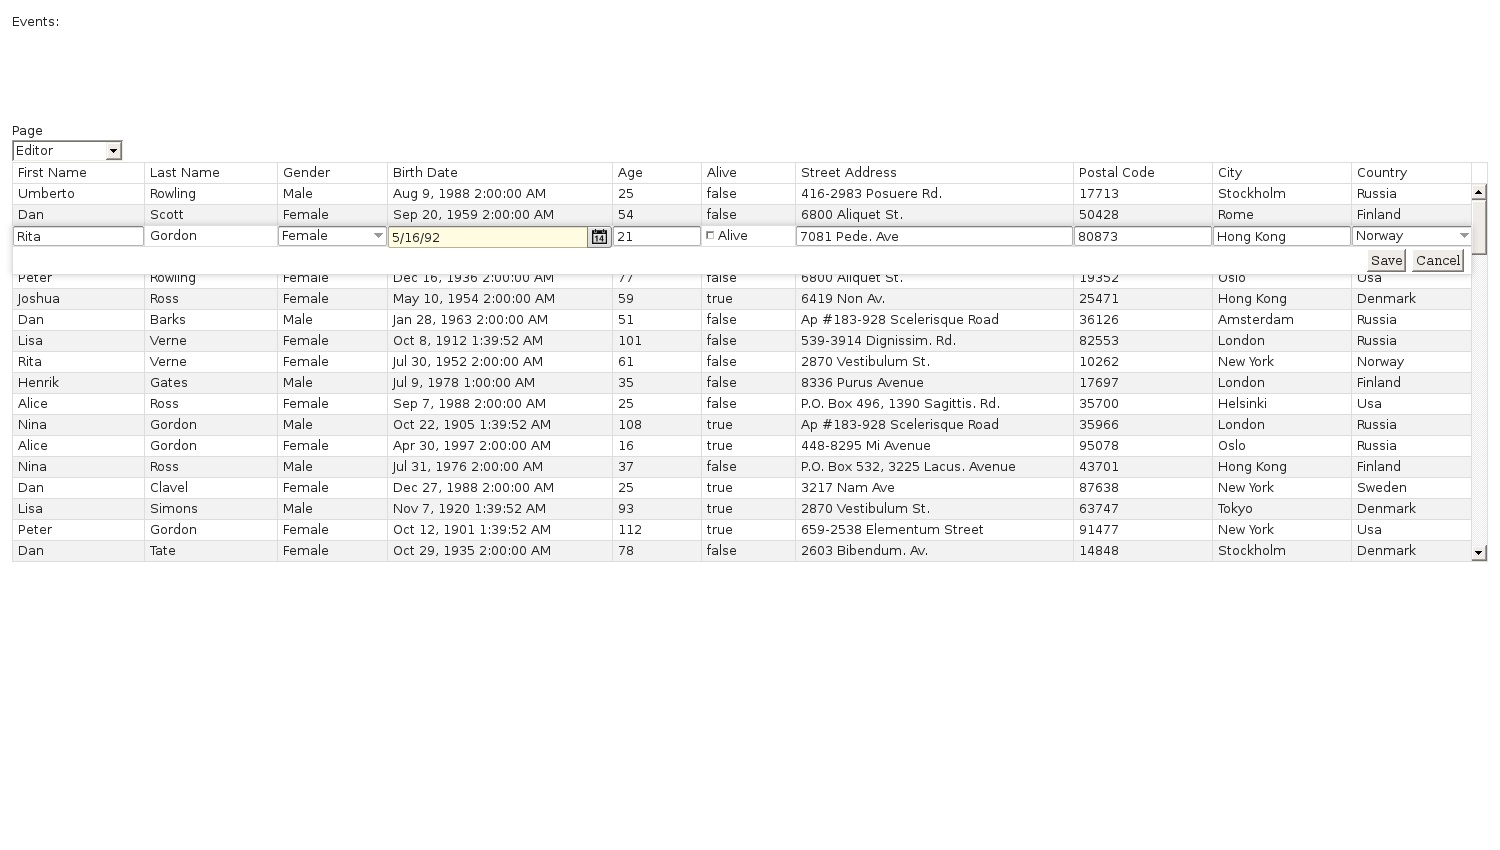 Events:
Page
Editor
First Name Last Name Gender Birth Date Age Alive Street Address Postal Code City Country
Umberto Rowling Male Aug 9, 1988 2:00:00 AM 25 false 416-2983 Posuere Rd. 17713 Stockholm Russia
Dan Scott Female Sep 20, 1959 2:00:00 AM 54 false 6800 Aliquet St. 50428 Rome Finland
Rita Gordon Female 5/16/92 14 21 Alive 7081 Pede. Ave 80873 Hong Kong Norway
Save Cancel
Peter Rowling Female Dec 16, 1936 2:00:00 AM 77 false 6800 Aliquet St. 19352 Oslo Usa
Joshua Ross Female May 10, 1954 2:00:00 AM 59 true 6419 Non Av. 25471 Hong Kong Denmark
Dan Barks Male Jan 28, 1963 2:00:00 AM 51 false Ap #183-928 Scelerisque Road 36126 Amsterdam Russia
Lisa Verne Female Oct 8, 1912 1:39:52 AM 101 false 539-3914 Dignissim. Rd. 82553 London Russia
Rita Verne Female Jul 30, 1952 2:00:00 AM 61 false 2870 Vestibulum St. 10262 New York Norway
Henrik Gates Male Jul 9, 1978 1:00:00 AM 35 false 8336 Purus Avenue 17697 London Finland
Alice Ross Female Sep 7, 1988 2:00:00 AM 25 false P.O. Box 496, 1390 Sagittis. Rd. 35700 Helsinki Usa
Nina Gordon Male Oct 22, 1905 1:39:52 AM 108 true Ap #183-928 Scelerisque Road 35966 London Russia
Alice Gordon Female Apr 30, 1997 2:00:00 AM 16 true 448-8295 Mi Avenue 95078 Oslo Russia
Nina Ross Male Jul 31, 1976 2:00:00 AM 37 false P.O. Box 532, 3225 Lacus. Avenue 43701 Hong Kong Finland
Dan Clavel Female Dec 27, 1988 2:00:00 AM 25 true 3217 Nam Ave 87638 New York Sweden
Lisa Simons Male Nov 7, 1920 1:39:52 AM 93 true 2870 Vestibulum St. 63747 Tokyo Denmark
Peter Gordon Female Oct 12, 1901 1:39:52 AM 112 true 659-2538 Elementum Street 91477 New York Usa
Dan Tate Female Oct 29, 1935 2:00:00 AM 78 false 2603 Bibendum. Av. 14848 Stockholm Denmark